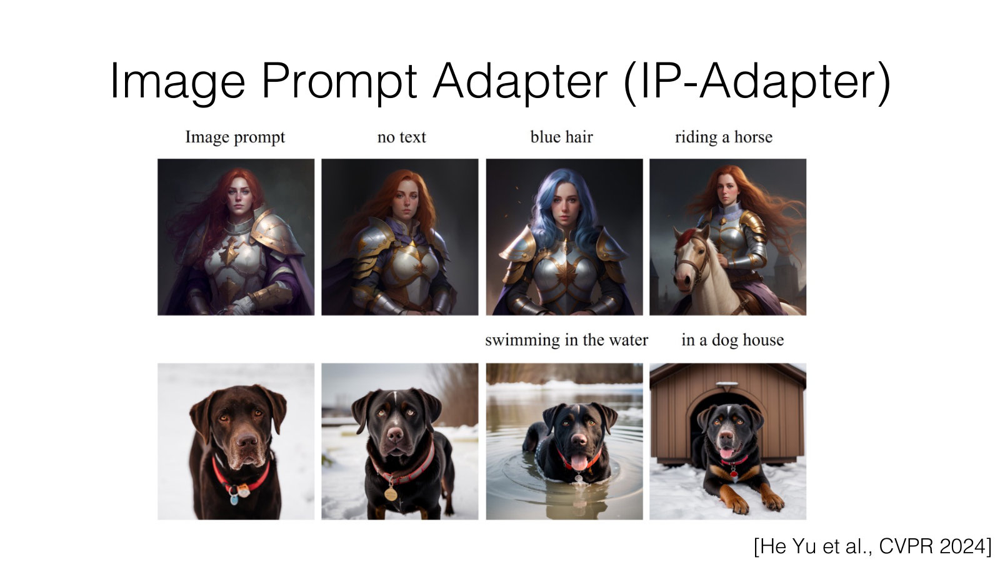 Image Prompt Adapter (IP-Adapter)
Image prompt no text blue hair riding a horse
swimming in the water in a dog house
[He Yu et al., CVPR 2024]